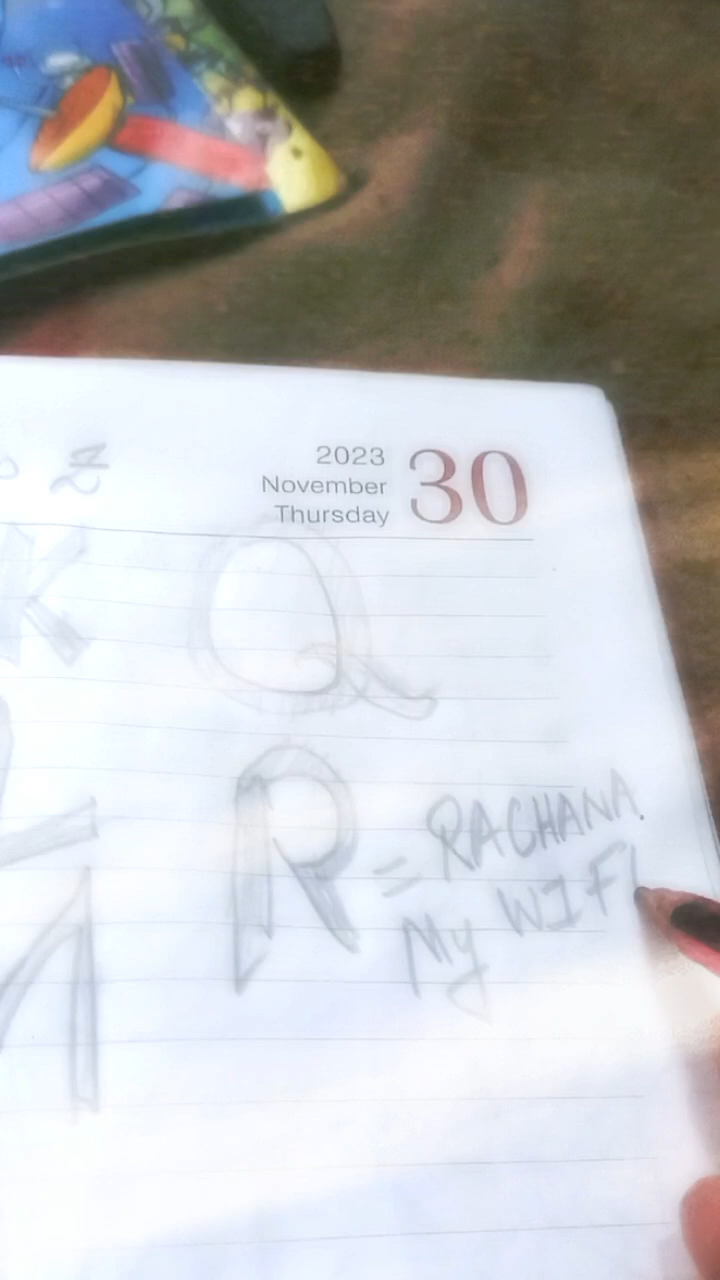 2023
November
Thursday
30
K Q
R = RACHANA.
My WIFI